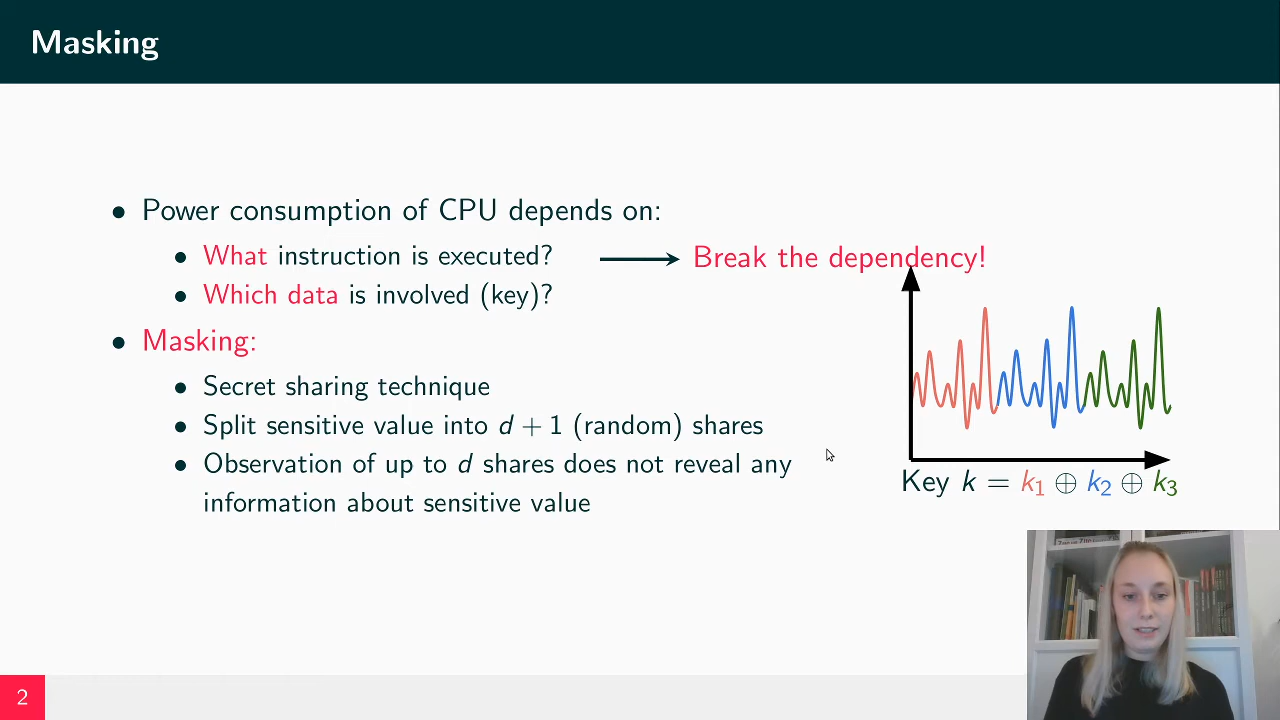 Masking
• Power consumption of CPU depends on:
• What instruction is executed?
Break the dependency!
• Which data is involved (key)?
• Masking:
• Secret sharing technique
• Split sensitive value into d + 1 (random) shares
• Observation of up to d shares does not reveal any
information about sensitive value
Key k = k₁ ⊕ k₂ ⊕ k₃
2